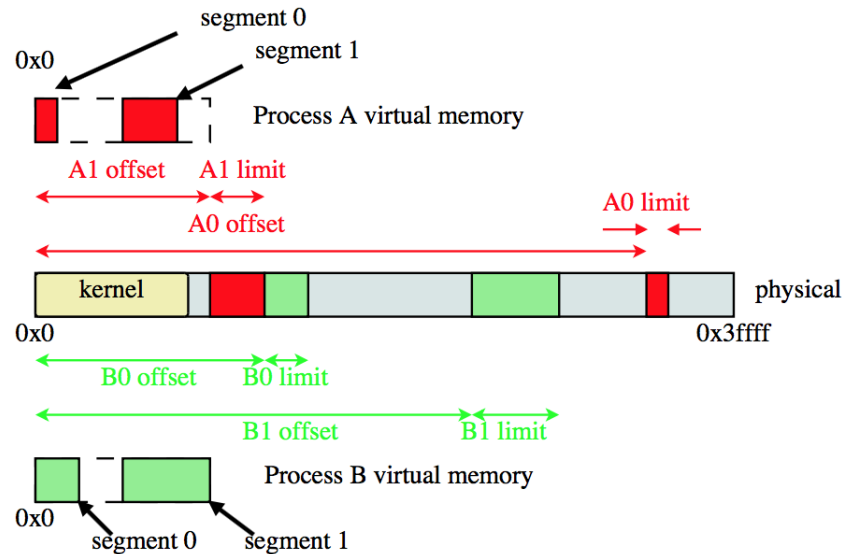 segment 0
0x0
segment 1
Process A virtual memory
A1 offset
A1 limit
A0 limit
A0 offset
kernel
physical
0x0
0x3ffff
B0 offset
B0 limit
B1 offset
B1 limit
Process B virtual memory
0x0
segment 0
segment 1